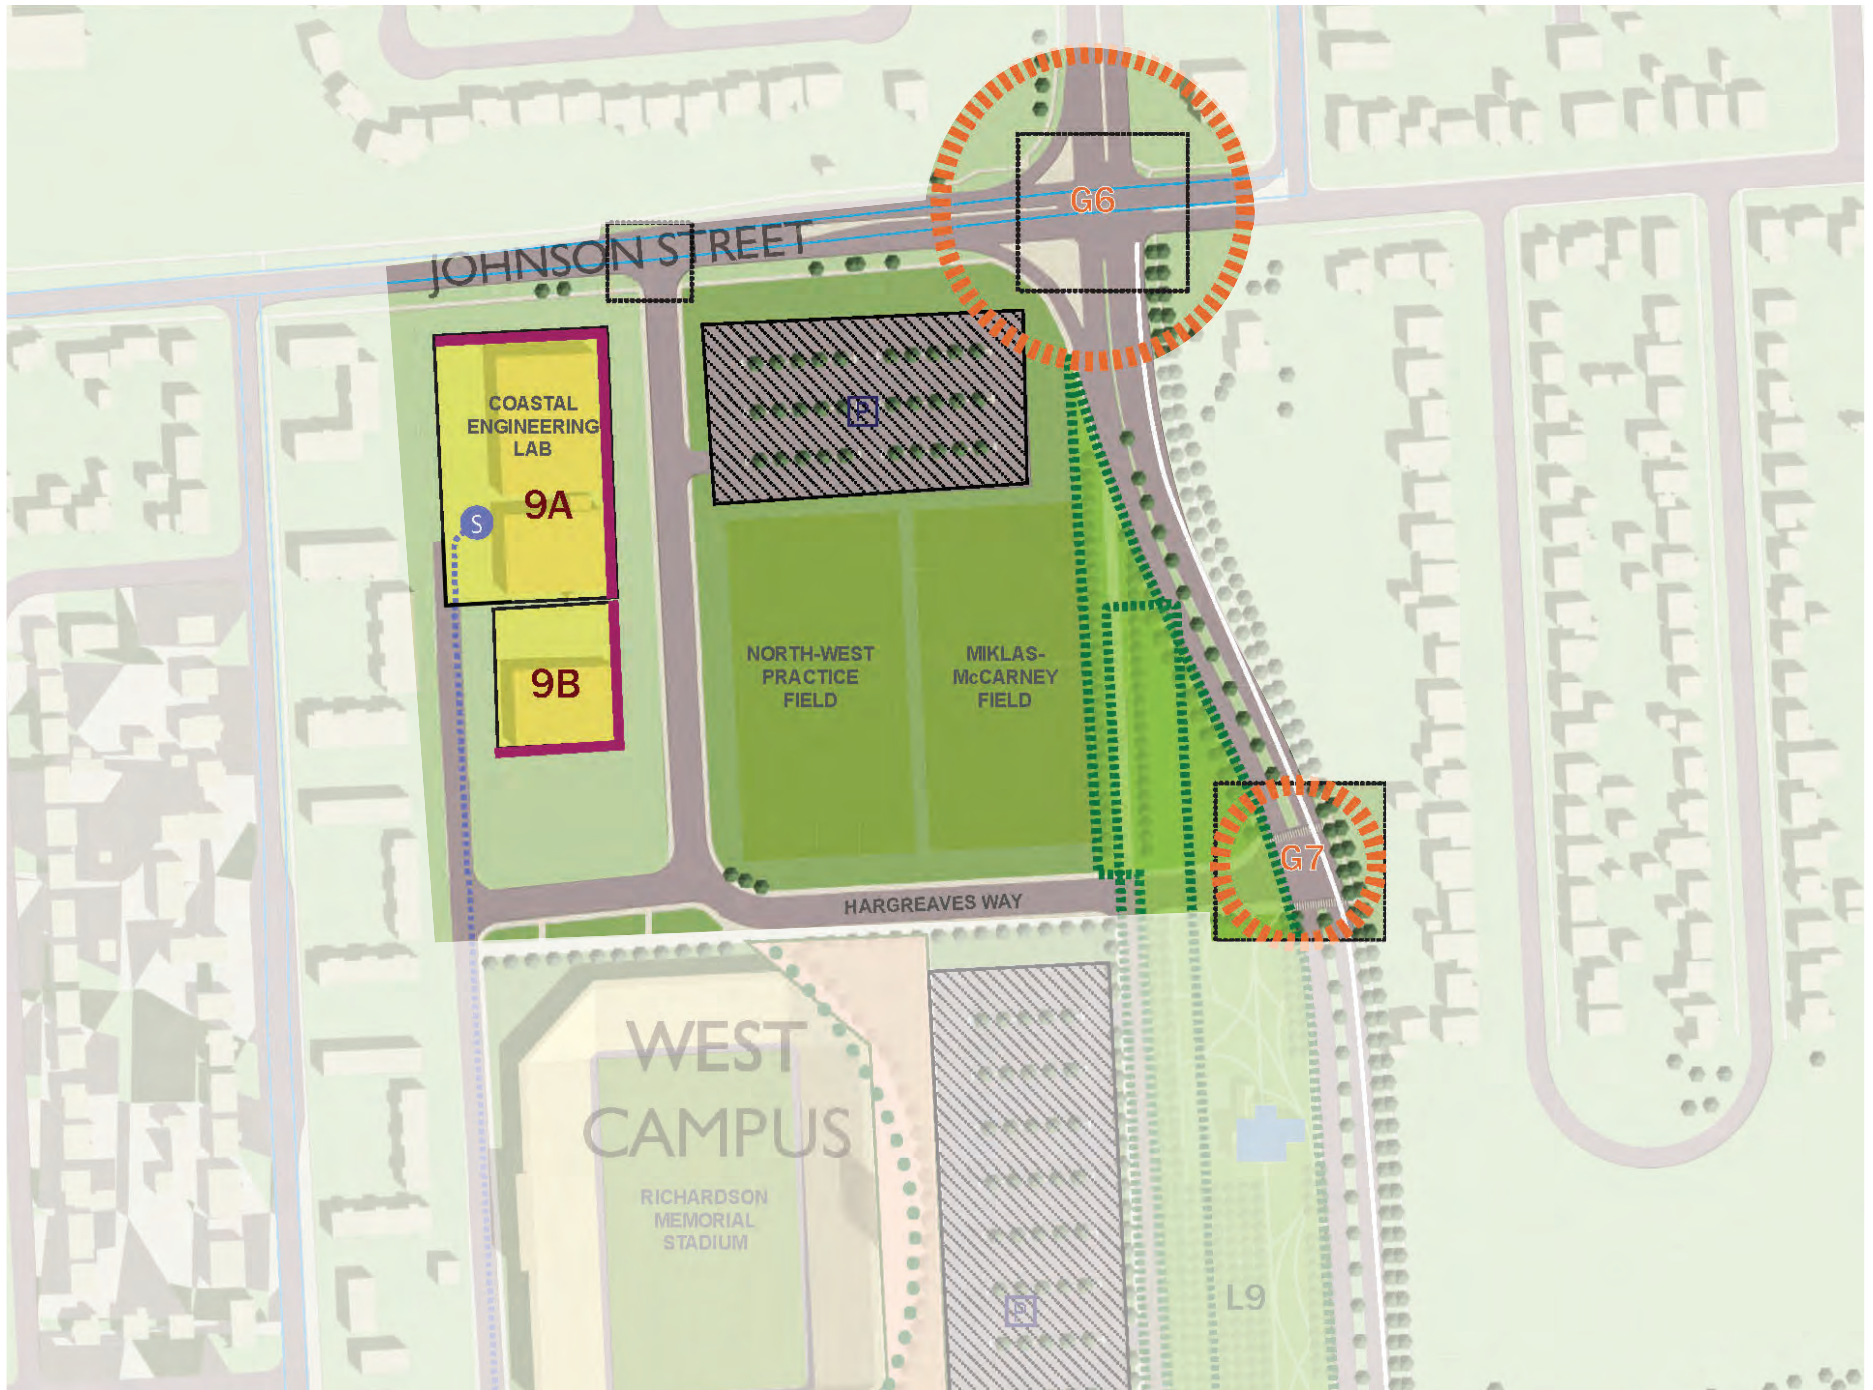 G6
JOHNSON STREET
COASTAL
ENGINEERING
LAB
9A
P
S
9B
NORTH-WEST
PRACTICE
FIELD
MIKLAS-
McCARNEY
FIELD
G7
HARGREAVES WAY
WEST
CAMPUS
RICHARDSON
MEMORIAL
STADIUM
L9
P